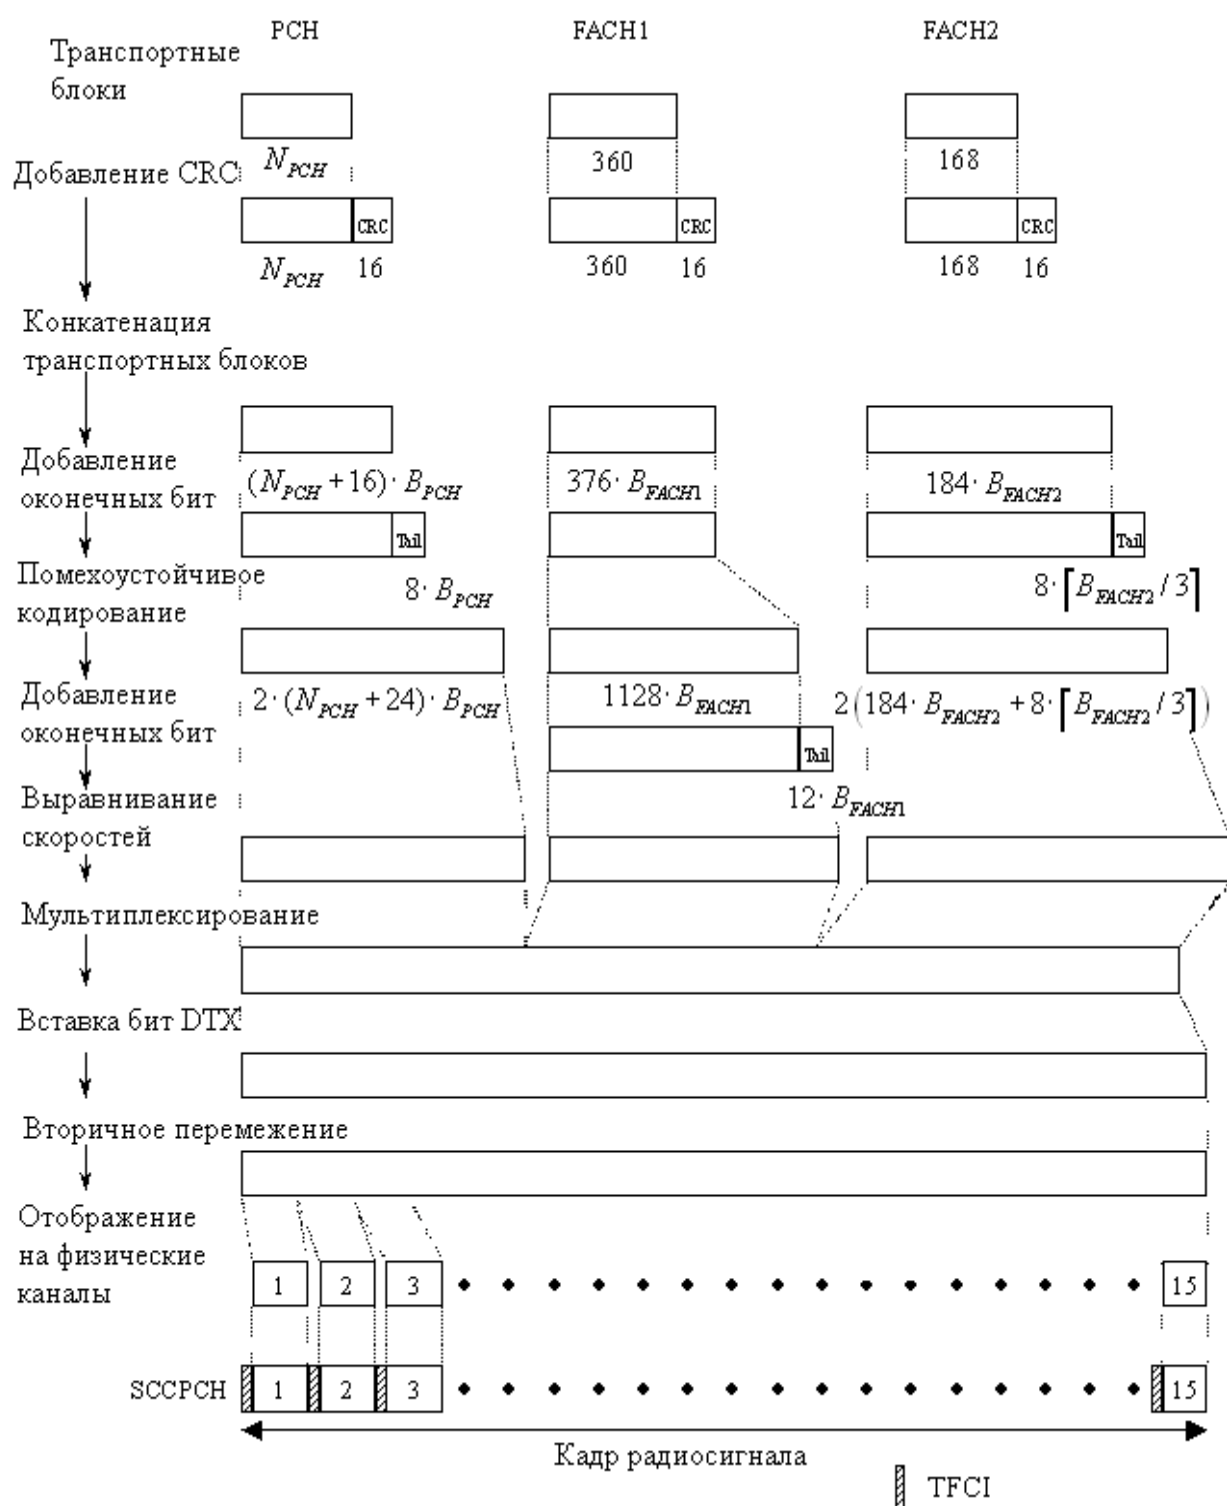 PCH FACH1 FACH2
Транспортные
блоки
N_PCH 360 168
Добавление CRC
CRC CRC CRC
N_PCH 16 360 16 168 16
Конкатенация
транспортных блоков
Добавление
оконечных бит
(N_PCH + 16) · B_PCH 376 · B_FACH1 184 · B_FACH2
Tail Tail
Помехоустойчивое
кодирование
8 · B_PCH 8 · ⌈B_FACH2 / 3⌉
Добавление
оконечных бит
2 · (N_PCH + 24) · B_PCH 1128 · B_FACH1 2(184 · B_FACH2 + 8 · ⌈B_FACH2 / 3⌉)
Tail
Выравнивание
скоростей
12 · B_FACH1
Мультиплексирование
Вставка бит DTX
Вторичное перемежение
Отображение
на физические
каналы
1 2 3 15
SCCPCH 1 2 3 15
Кадр радиосигнала
TFCI